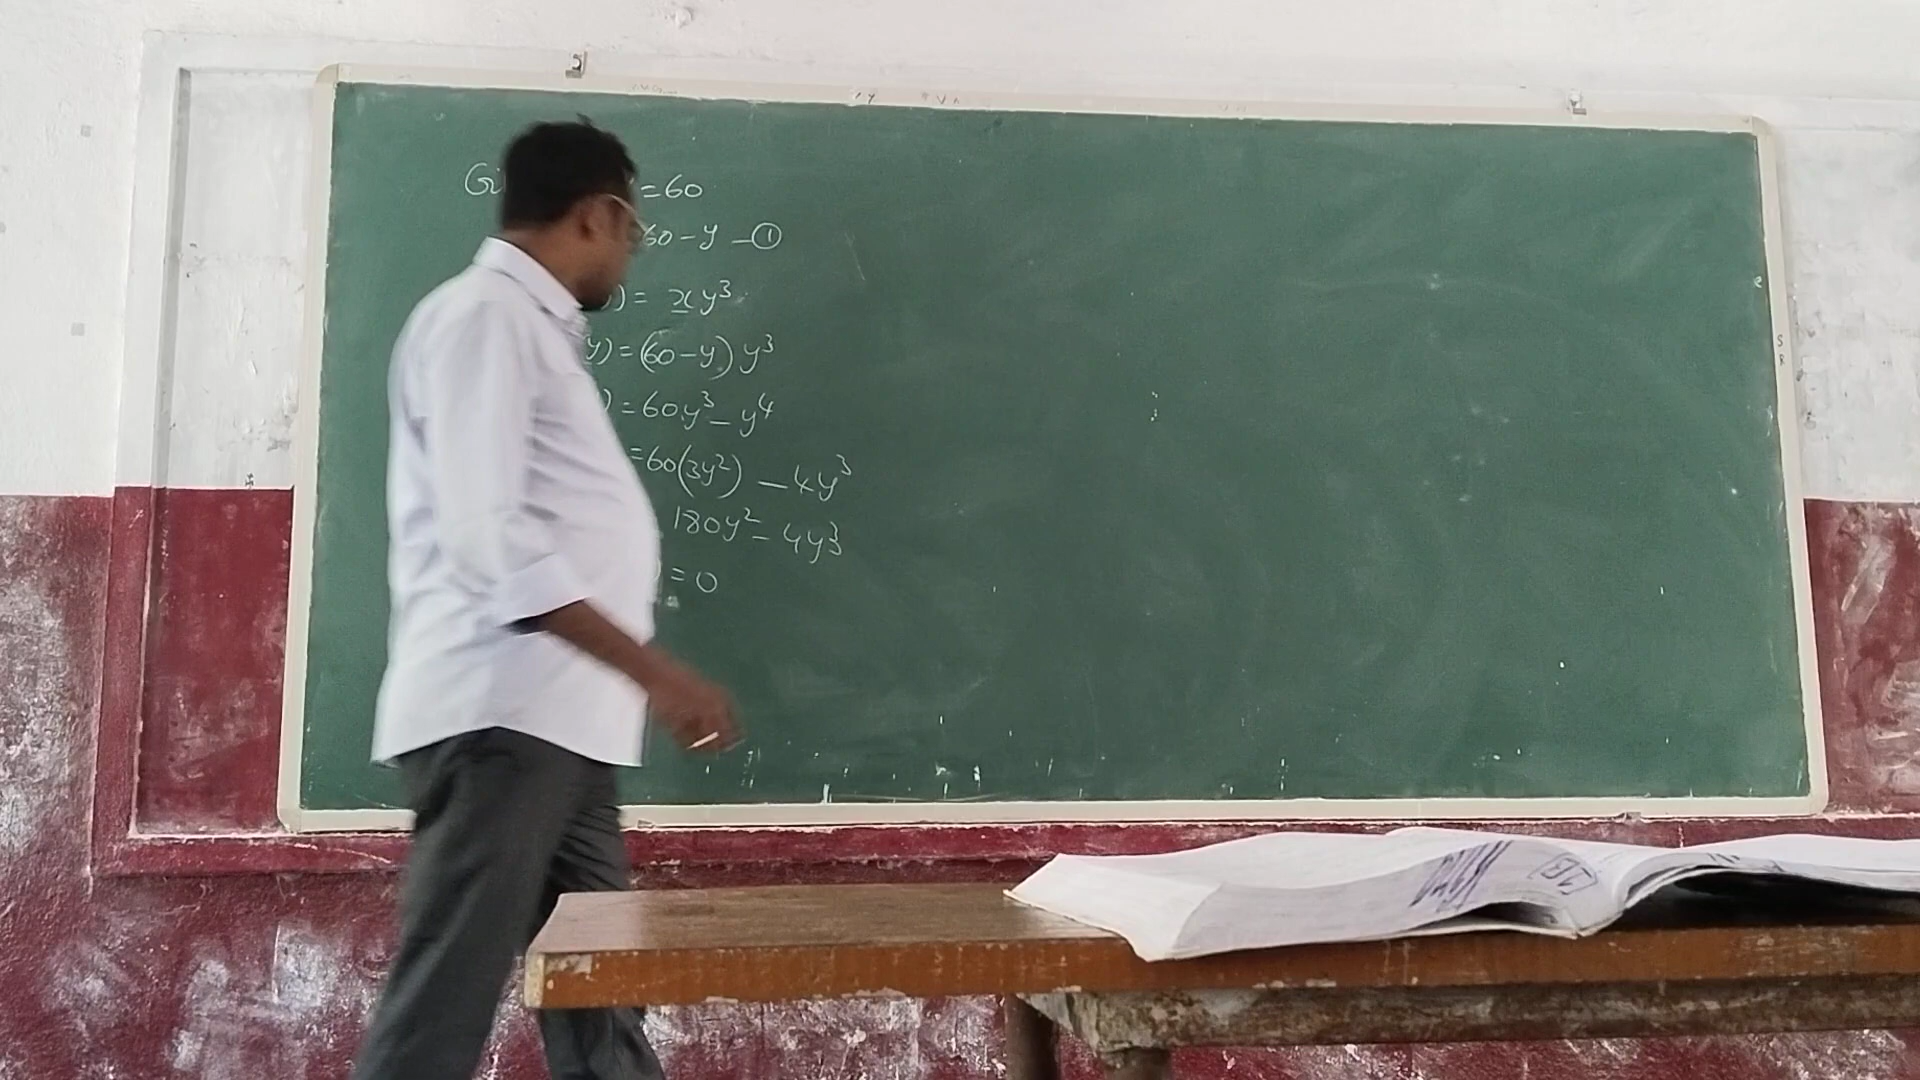 Gi = 60
60 - y - ①
) = xy³
y) = (60 - y) y³
) = 60y³ - y⁴
= 60(3y²) - 4y³
180y² - 4y³
= 0